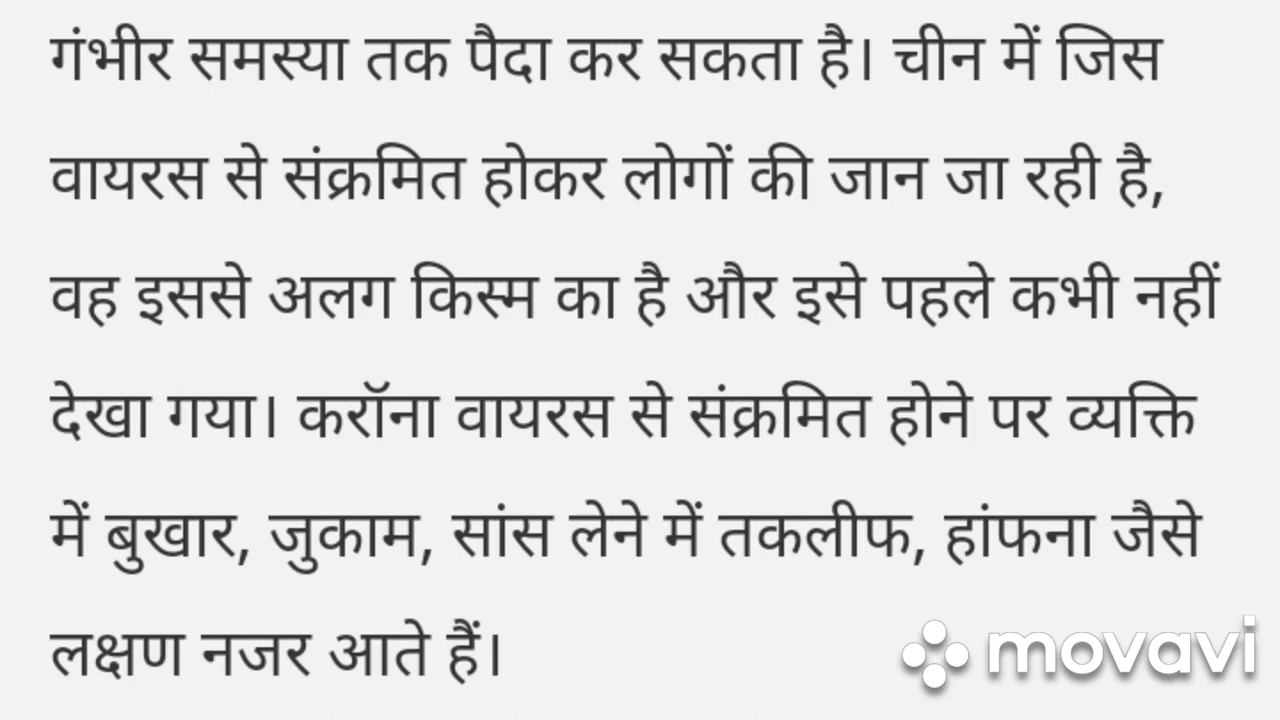 गंभीर समस्या तक पैदा कर सकता है। चीन में जिस
वायरस से संक्रमित होकर लोगों की जान जा रही है,
वह इससे अलग किस्म का है और इसे पहले कभी नहीं
देखा गया। करॉना वायरस से संक्रमित होने पर व्यक्ति
में बुखार, जुकाम, सांस लेने में तकलीफ, हांफना जैसे
लक्षण नजर आते हैं।
movavi